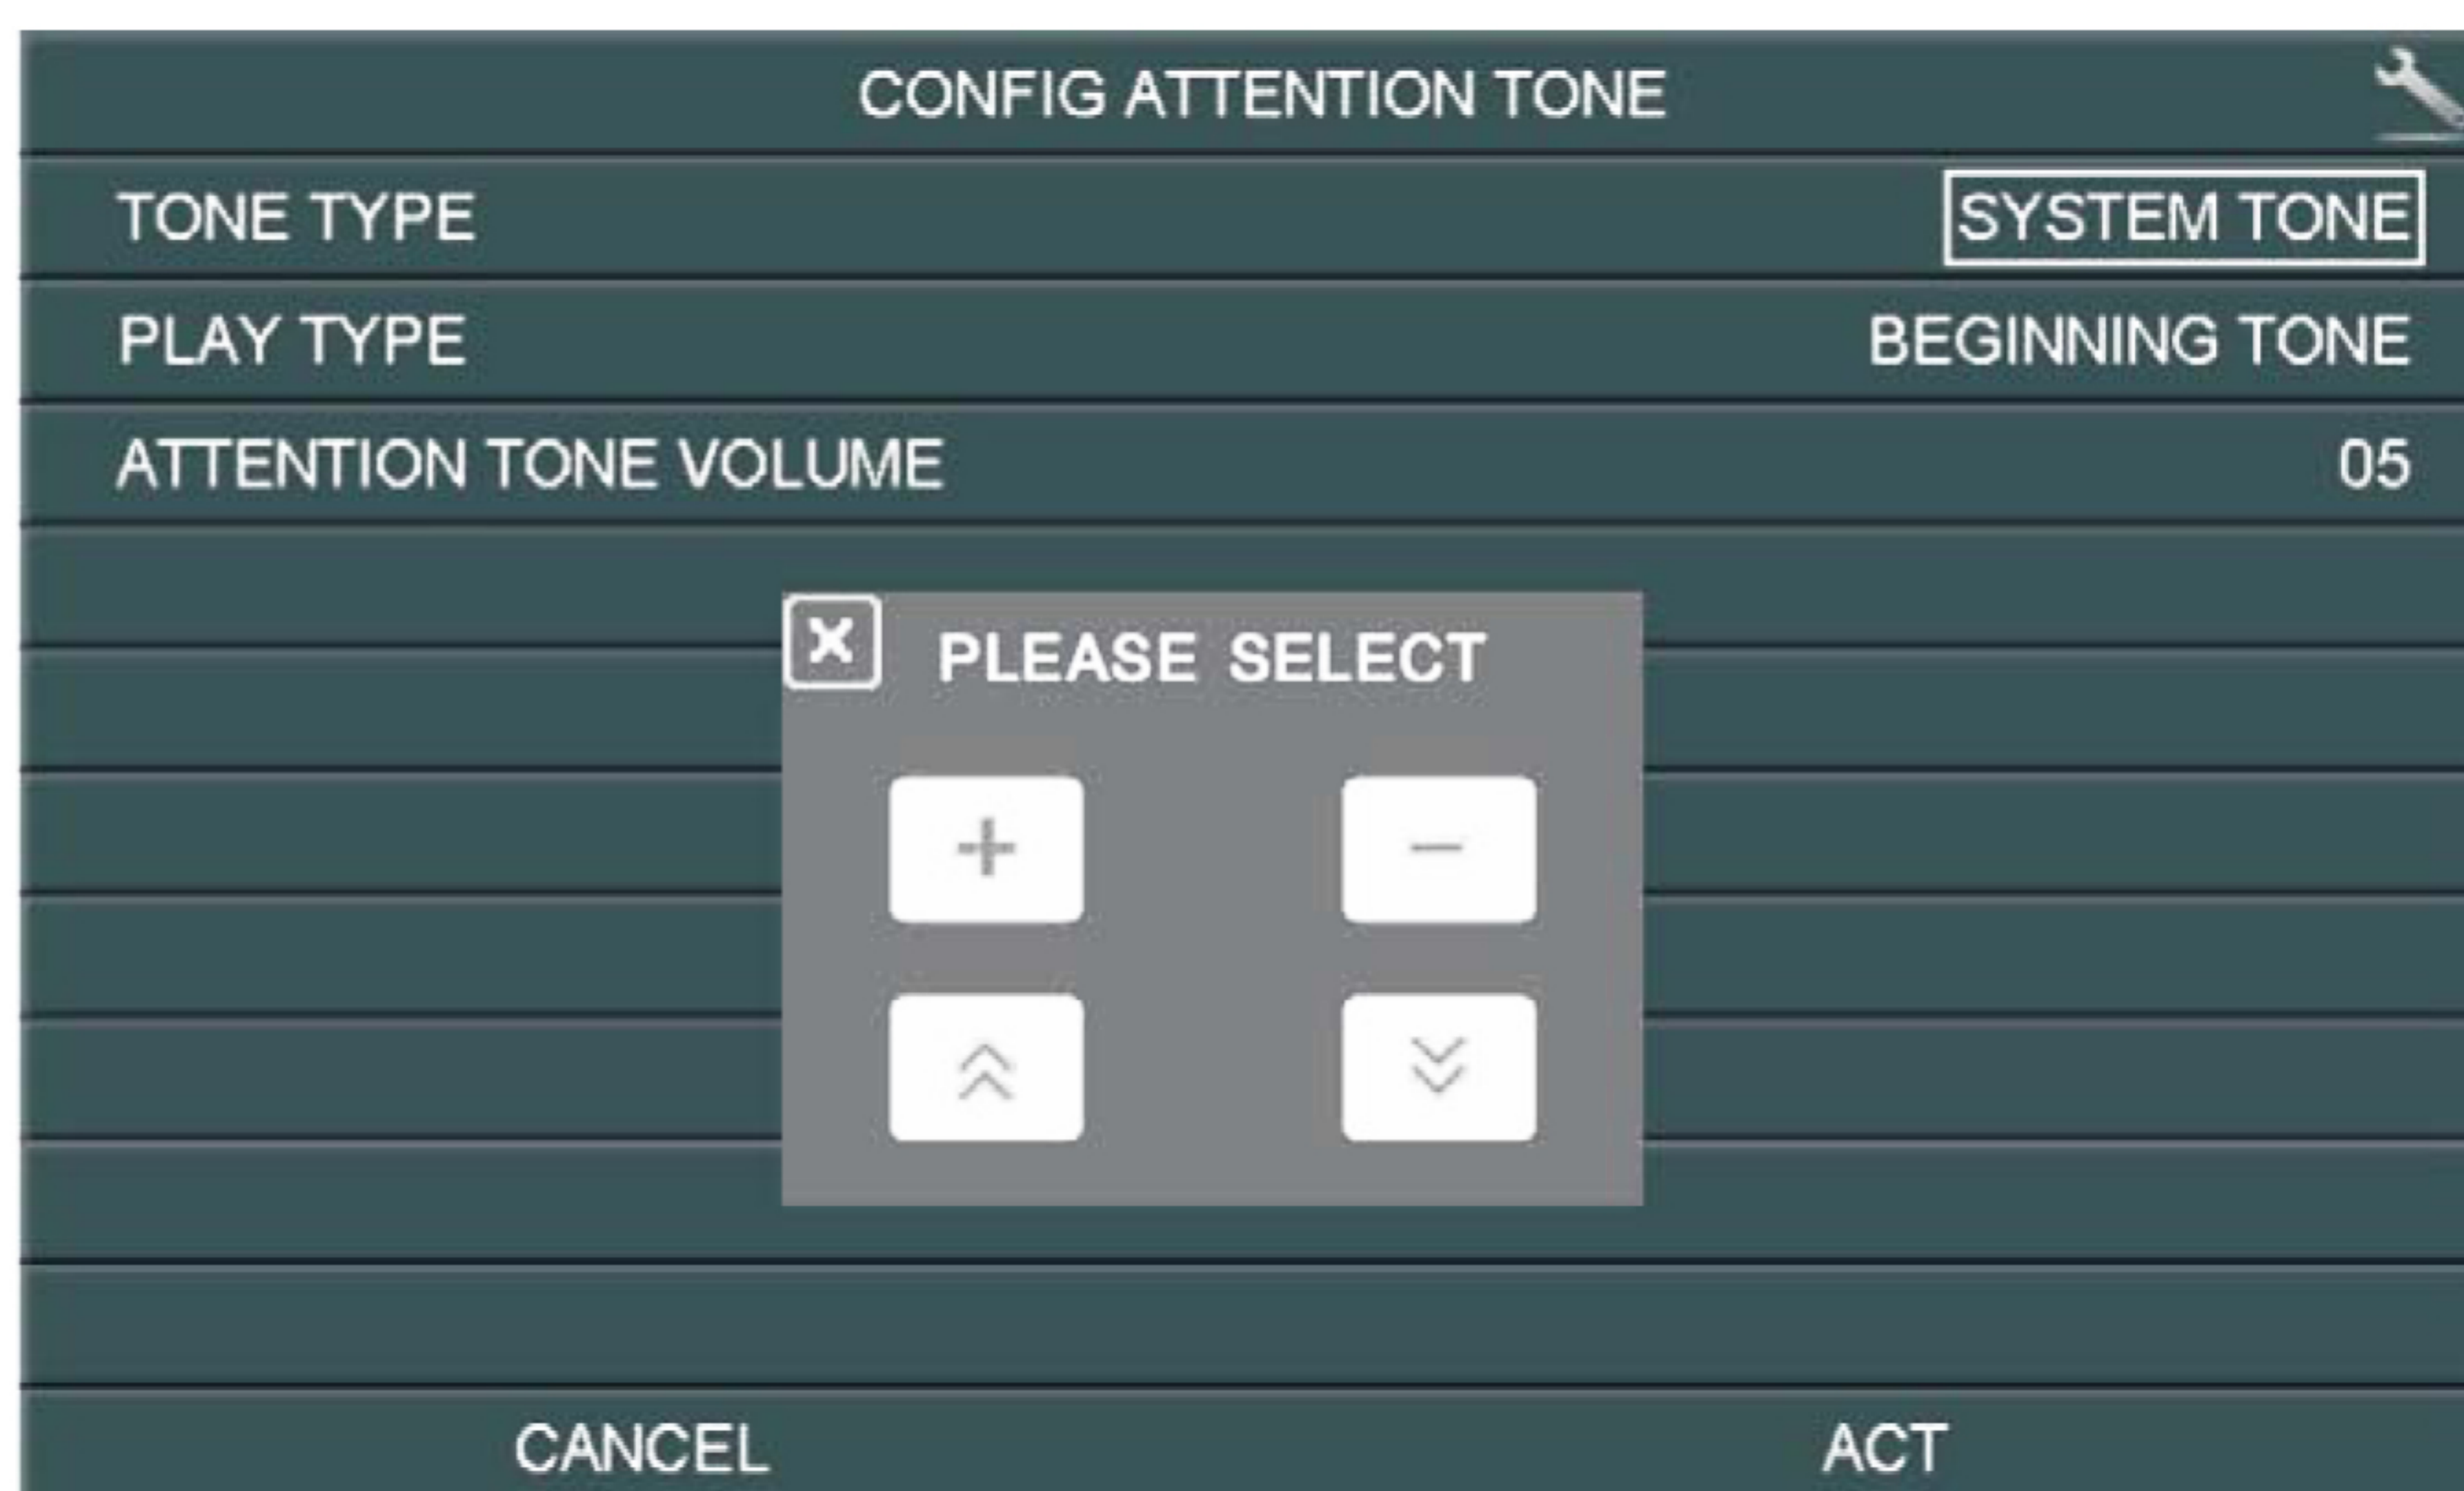 CONFIG ATTENTION TONE
TONE TYPE SYSTEM TONE
PLAY TYPE BEGINNING TONE
ATTENTION TONE VOLUME 05
X PLEASE SELECT
+ −
CANCEL ACT